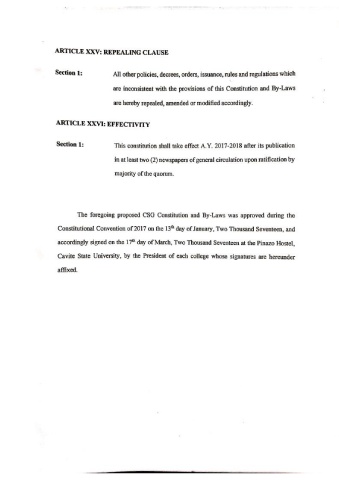 ARTICLE XXV: REPEALING CLAUSE
Section 1: All other policies, decrees, orders, issuance, rules and regulations which
are inconsistent with the provisions of this Constitution and By-Laws
are hereby repealed, amended or modified accordingly.
ARTICLE XXVI: EFFECTIVITY
Section 1: This constitution shall take effect A.Y. 2017-2018 after its publication
in at least two (2) newspapers of general circulation upon ratification by
majority of the quorum.
The foregoing proposed CSG Constitution and By-Laws was approved during the
Constitutional Convention of 2017 on the 13th day of January, Two Thousand Seventeen, and
accordingly signed on the 17th day of March, Two Thousand Seventeen at the Pinazo Hostel,
Cavite State University, by the President of each college whose signatures are hereunder
affixed.